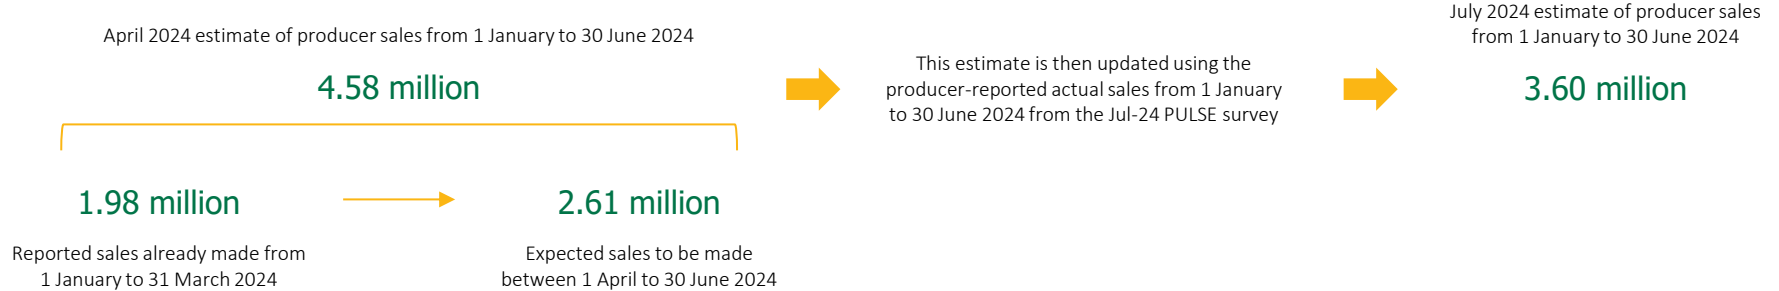 April 2024 estimate of producer sales from 1 January to 30 June 2024
4.58 million
1.98 million
Reported sales already made from
1 January to 31 March 2024
2.61 million
Expected sales to be made
between 1 April to 30 June 2024
This estimate is then updated using the
producer-reported actual sales from 1 January
to 30 June 2024 from the Jul-24 PULSE survey
July 2024 estimate of producer sales
from 1 January to 30 June 2024
3.60 million